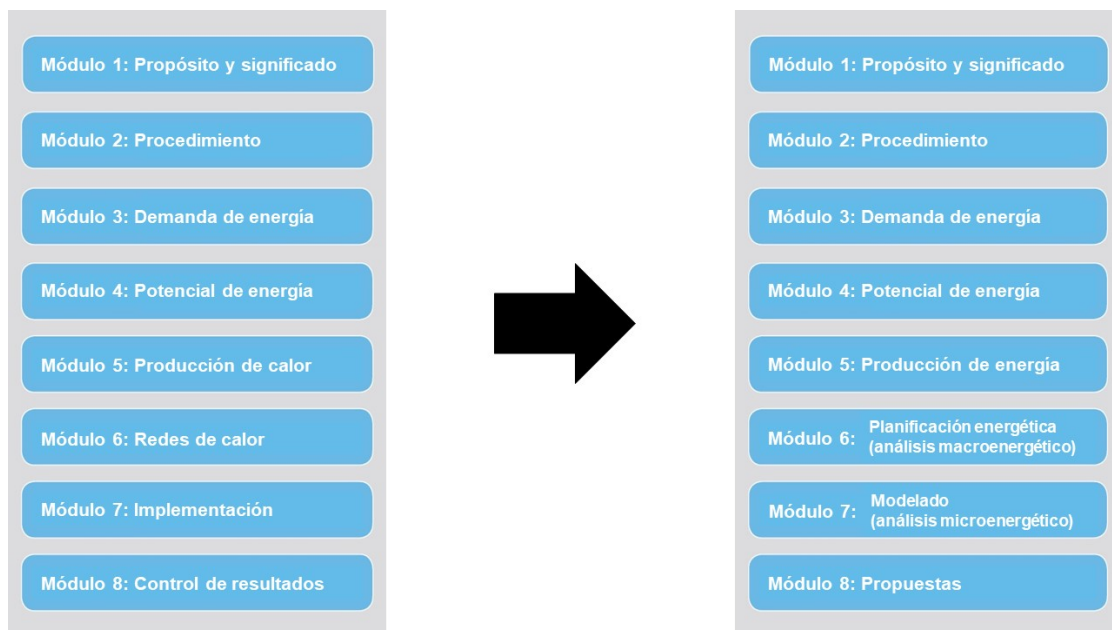 Módulo 1: Propósito y significado
Módulo 2: Procedimiento
Módulo 3: Demanda de energía
Módulo 4: Potencial de energía
Módulo 5: Producción de calor
Módulo 6: Redes de calor
Módulo 7: Implementación
Módulo 8: Control de resultados
Módulo 1: Propósito y significado
Módulo 2: Procedimiento
Módulo 3: Demanda de energía
Módulo 4: Potencial de energía
Módulo 5: Producción de energía
Módulo 6: Planificación energética
(análisis macroenergético)
Módulo 7: Modelado
(análisis microenergético)
Módulo 8: Propuestas